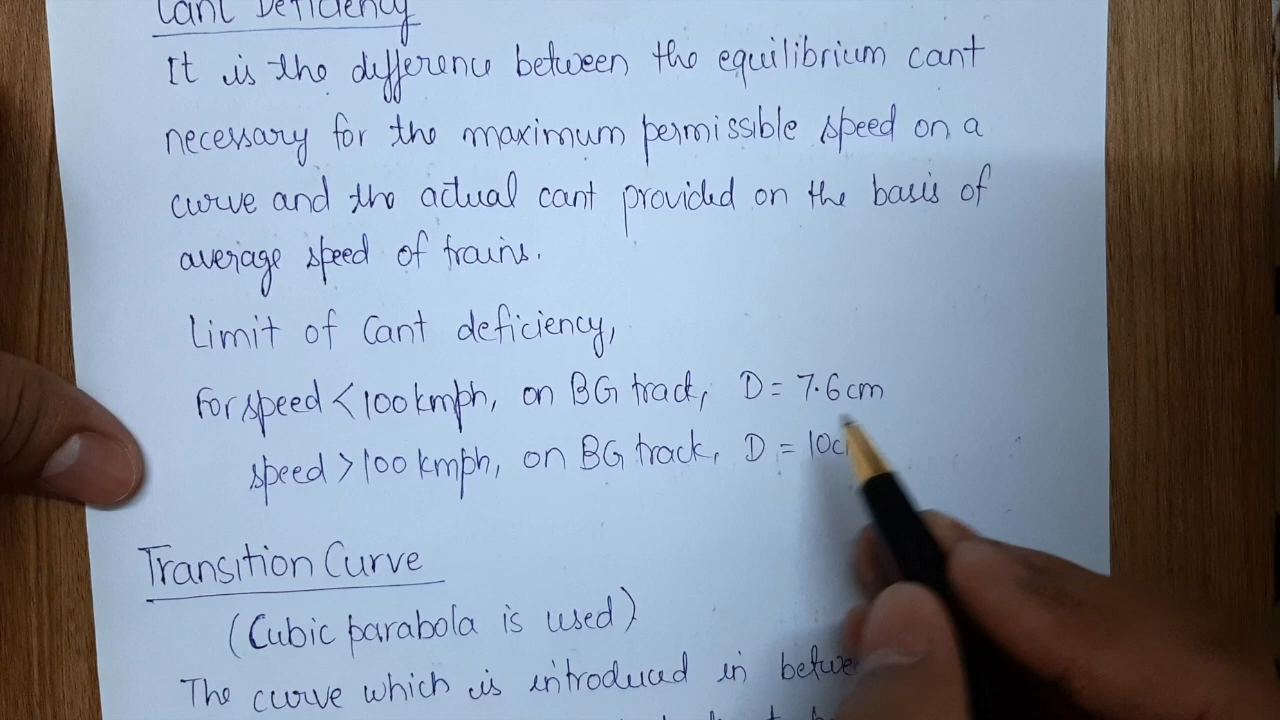 Cant Deficiency
It is the difference between the equilibrium cant
necessary for the maximum permissible speed on a
curve and the actual cant provided on the basis of
average speed of trains.
Limit of Cant deficiency,
For speed < 100 kmph, on BG track, D = 7.6 cm
speed > 100 kmph, on BG track, D = 10c
Transition Curve
(Cubic parabola is used)
The curve which is introduced in betwe